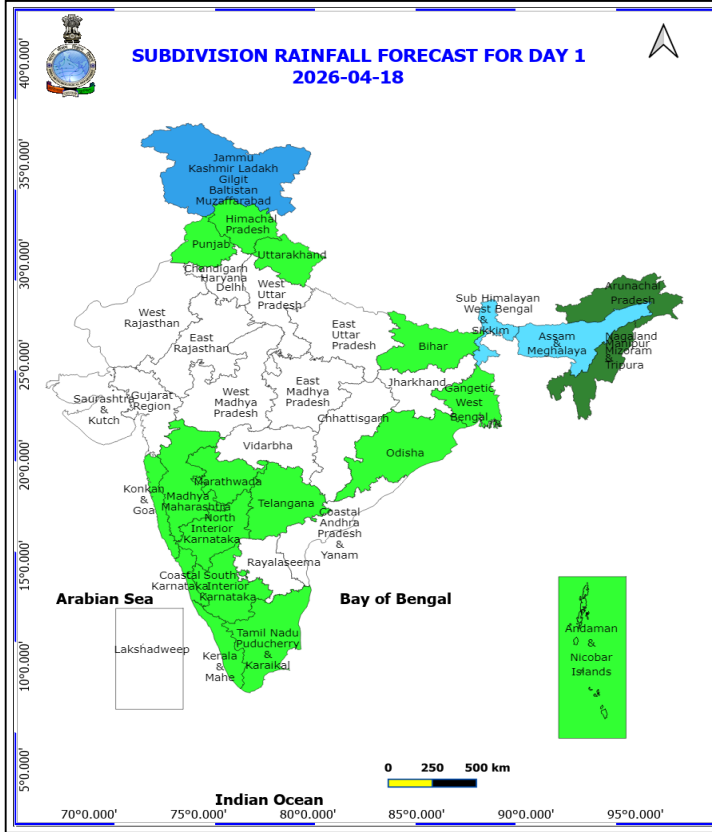 SUBDIVISION RAINFALL FORECAST FOR DAY 1
2026-04-18
40°0.000'
35°0.000'
30°0.000'
25°0.000'
20°0.000'
15°0.000'
10°0.000'
5°0.000'
Jammu
Kashmir Ladakh
Gilgit
Baltistan
Muzaffarabad
Himachal
Pradesh
Punjab
Uttarakhand
Chandigarh
Haryana
Delhi
West
Uttar
Pradesh
West
Rajasthan
East
Rajasthan
East
Uttar
Pradesh
Bihar
Sub Himalayan
West Bengal
&
Sikkim
Assam
&
Meghalaya
Arunachal
Pradesh
Nagaland
Manipur
Mizoram
&
Tripura
Saurashtra
&
Kutch
Gujarat
Region
West
Madhya
Pradesh
East
Madhya
Pradesh
Jharkhand
Gangetic
West
Bengal
Chhattisgarh
Vidarbha
Odisha
Konkan
&
Goa
Madhya
Maharashtra
Marathwada
Telangana
North
Interior
Karnataka
Coastal
Andhra
Pradesh
&
Yanam
Rayalaseema
Coastal
Karnataka
South
Interior
Karnataka
Arabian Sea
Bay of Bengal
Lakshadweep
Kerala
&
Mahe
Tamil Nadu
Puducherry
&
Karaikal
Andaman
&
Nicobar
Islands
0 250 500 km
Indian Ocean
70°0.000' 75°0.000' 80°0.000' 85°0.000' 90°0.000' 95°0.000'